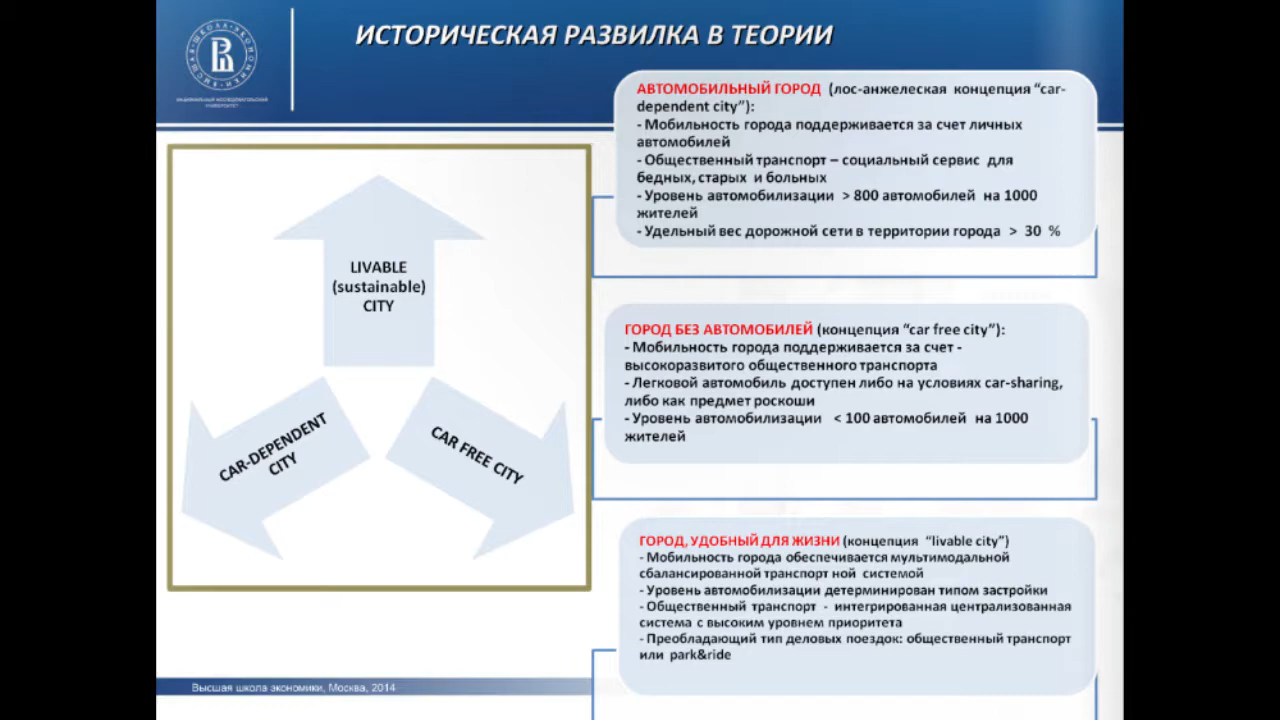 ИСТОРИЧЕСКАЯ РАЗВИЛКА В ТЕОРИИ
ВЫСШАЯ ШКОЛА ЭКОНОМИКИ
НАЦИОНАЛЬНЫЙ ИССЛЕДОВАТЕЛЬСКИЙ
УНИВЕРСИТЕТ
LIVABLE
(sustainable)
CITY
CAR-DEPENDENT
CITY
CAR FREE CITY
АВТОМОБИЛЬНЫЙ ГОРОД (лос-анжелеская концепция “car-
dependent city”):
- Мобильность города поддерживается за счет личных
автомобилей
- Общественный транспорт – социальный сервис для
бедных, старых и больных
- Уровень автомобилизации > 800 автомобилей на 1000
жителей
- Удельный вес дорожной сети в территории города > 30 %
ГОРОД БЕЗ АВТОМОБИЛЕЙ (концепция “car free city”):
- Мобильность города поддерживается за счет -
высокоразвитого общественного транспорта
- Легковой автомобиль доступен либо на условиях car-sharing,
либо как предмет роскоши
- Уровень автомобилизации < 100 автомобилей на 1000
жителей
ГОРОД, УДОБНЫЙ ДЛЯ ЖИЗНИ (концепция “livable city”)
- Мобильность города обеспечивается мультимодальной
сбалансированной транспорт ной системой
- Уровень автомобилизации детерминирован типом застройки
- Общественный транспорт - интегрированная централизованная
система с высоким уровнем приоритета
- Преобладающий тип деловых поездок: общественный транспорт
или park&ride
Высшая школа экономики, Москва, 2014